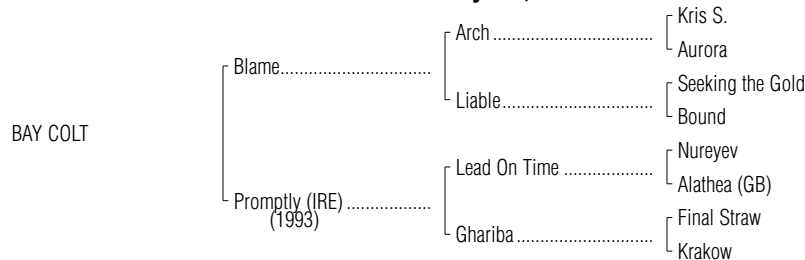 Kris S.
Arch ................................
Aurora
Blame..............................
Seeking the Gold
Liable..............................
Bound
BAY COLT
Nureyev
Lead On Time ..................
Alathea (GB)
Promptly (IRE) .................
(1993)
Final Straw
Ghariba ...........................
Krakow